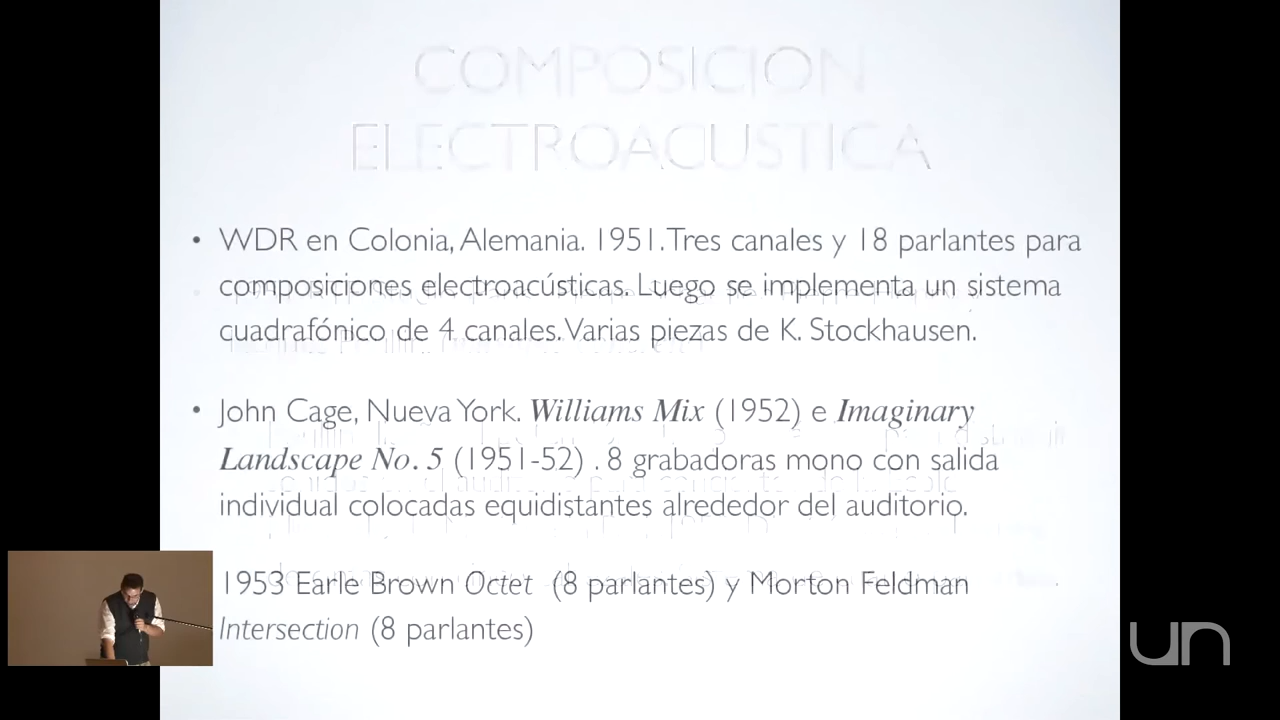 COMPOSICION
ELECTROACUSTICA
• WDR en Colonia, Alemania. 1951. Tres canales y 18 parlantes para
composiciones electroacústicas. Luego se implementa un sistema
cuadrafónico de 4 canales. Varias piezas de K. Stockhausen.
• John Cage, Nueva York. Williams Mix (1952) e Imaginary
Landscape No. 5 (1951-52) . 8 grabadoras mono con salida
individual colocadas equidistantes alrededor del auditorio.
1953 Earle Brown Octet (8 parlantes) y Morton Feldman
Intersection (8 parlantes)
un